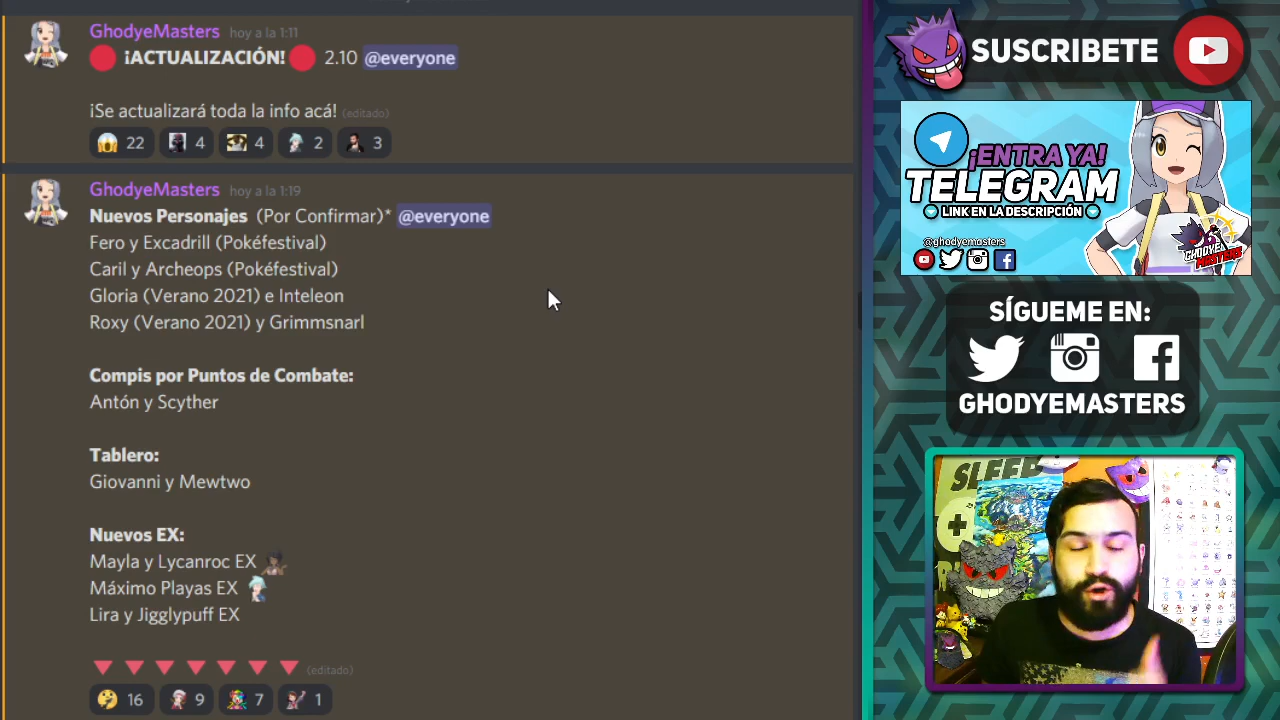 GhodyeMasters hoy a la 1:11
¡ACTUALIZACIÓN! 2.10 @everyone
¡Se actualizará toda la info acá! (editado)
22 4 4 2 3
GhodyeMasters hoy a la 1:19
Nuevos Personajes (Por Confirmar)* @everyone
Fero y Excadrill (Pokéfestival)
Caril y Archeops (Pokéfestival)
Gloria (Verano 2021) e Inteleon
Roxy (Verano 2021) y Grimmsnarl
Compis por Puntos de Combate:
Antón y Scyther
Tablero:
Giovanni y Mewtwo
Nuevos EX:
Mayla y Lycanroc EX
Máximo Playas EX
Lira y Jigglypuff EX
(editado)
16 9 7 1
SUSCRIBETE
¡ENTRA YA!
TELEGRAM
LINK EN LA DESCRIPCIÓN
@ghodyemasters
GHODYE
MASTERS
SÍGUEME EN:
GHODYEMASTERS
SLEEP